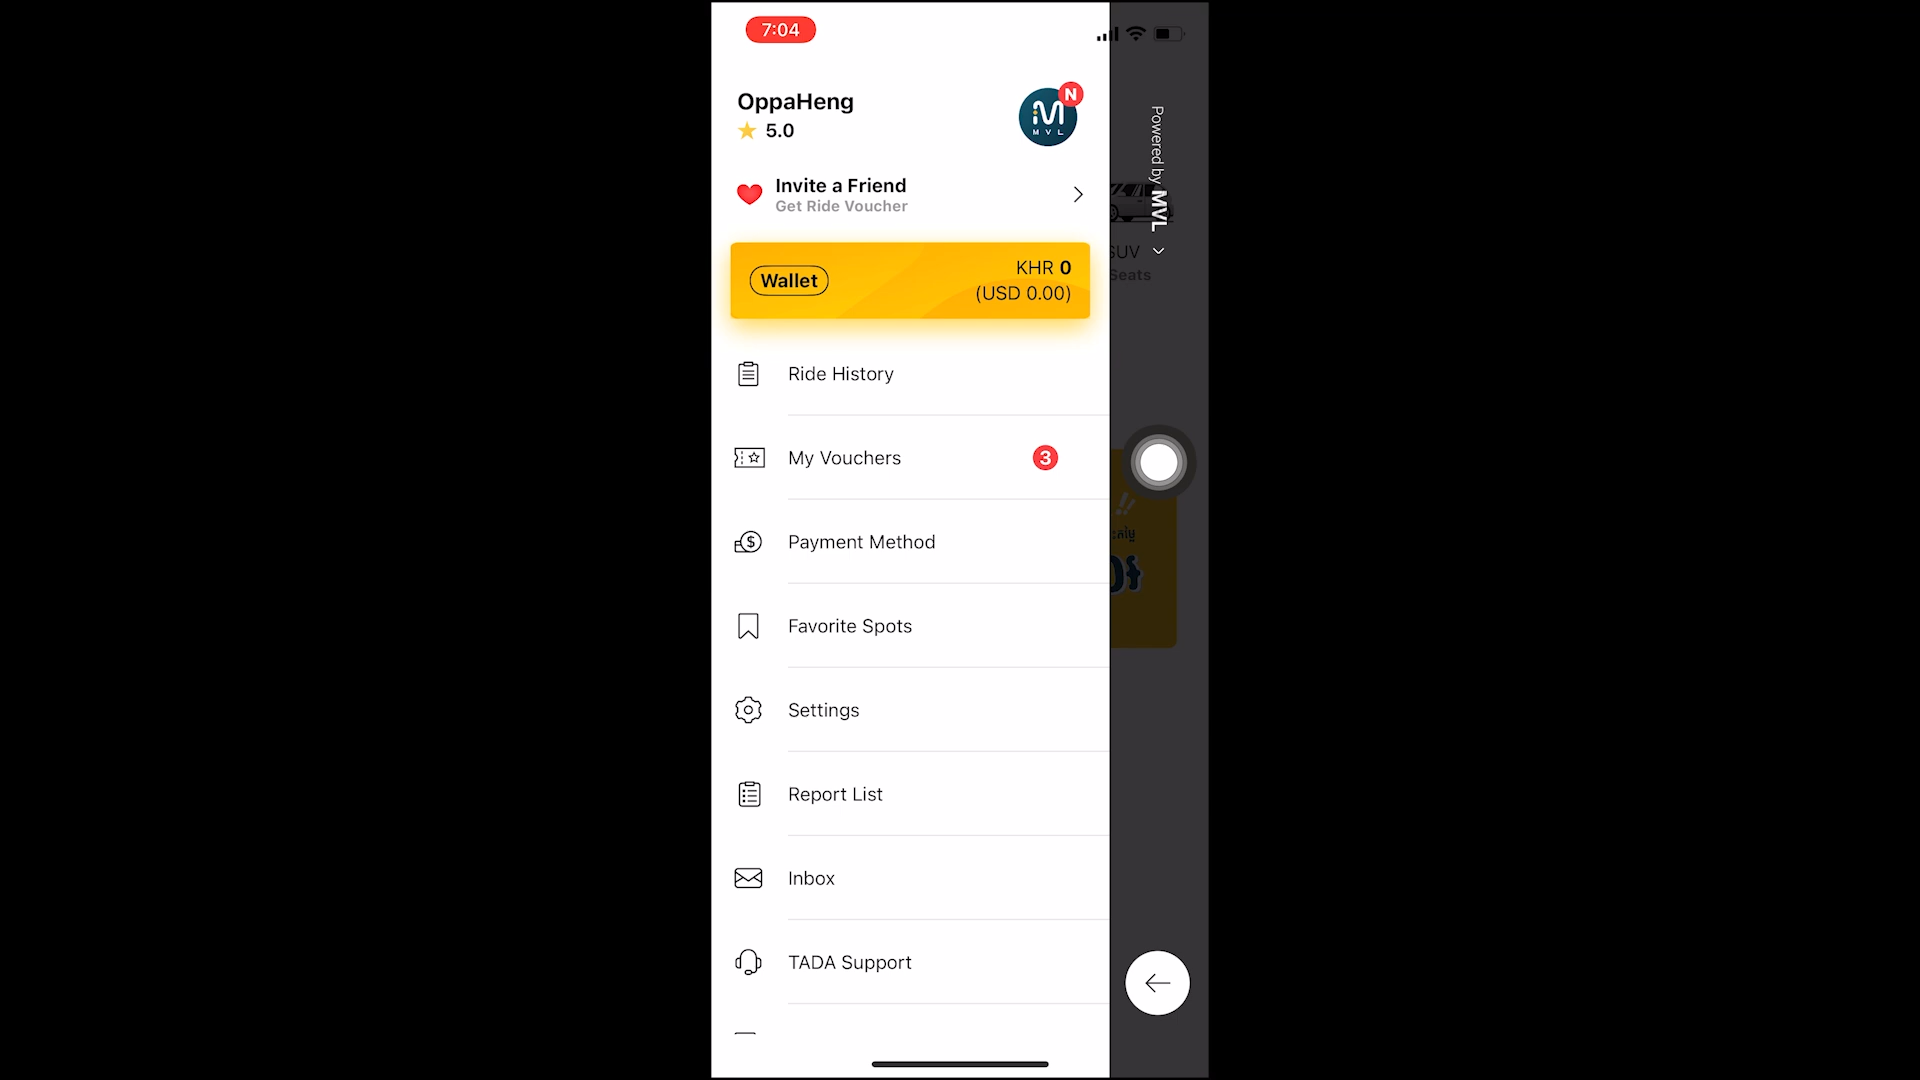 7:04
OppaHeng
5.0
N
M
MVL
Invite a Friend
Get Ride Voucher
Wallet
KHR 0
(USD 0.00)
Ride History
My Vouchers
3
Payment Method
Favorite Spots
Settings
Report List
Inbox
TADA Support
Powered by MVL
SUV
Seats
!!